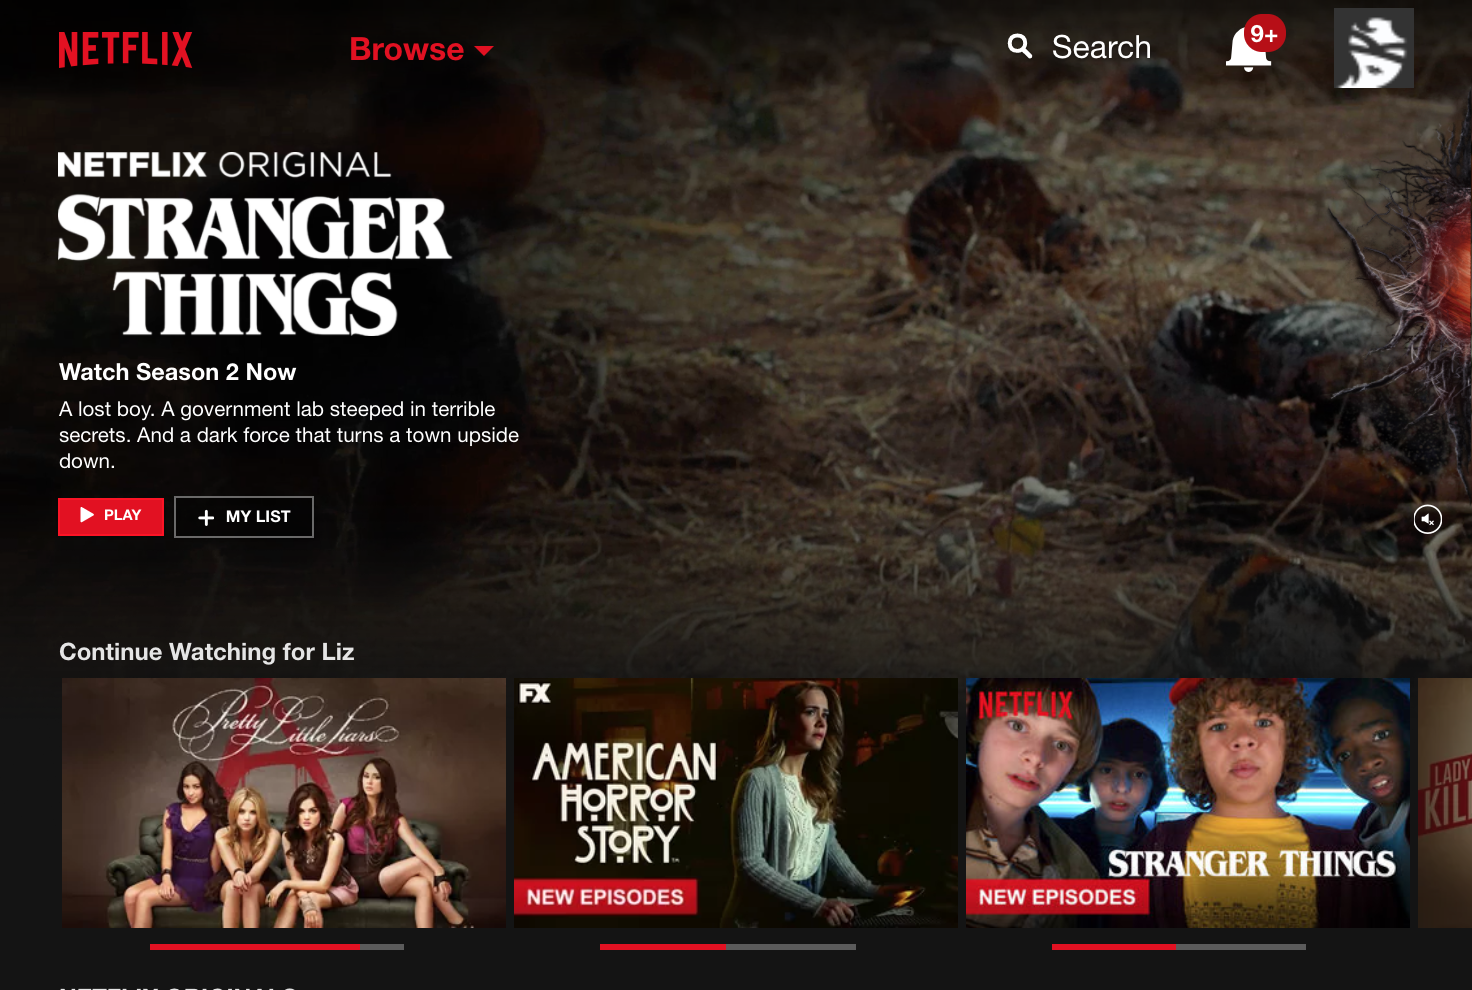 NETFLIX
Browse
Search
9+
NETFLIX ORIGINAL
STRANGER
THINGS
Watch Season 2 Now
A lost boy. A government lab steeped in terrible
secrets. And a dark force that turns a town upside
down.
PLAY
MY LIST
Continue Watching for Liz
Pretty Little Liars
FX
AMERICAN
HORROR
STORY
NEW EPISODES
NETFLIX
STRANGER THINGS
NEW EPISODES
LADY
NETFLIX ORIGINALS